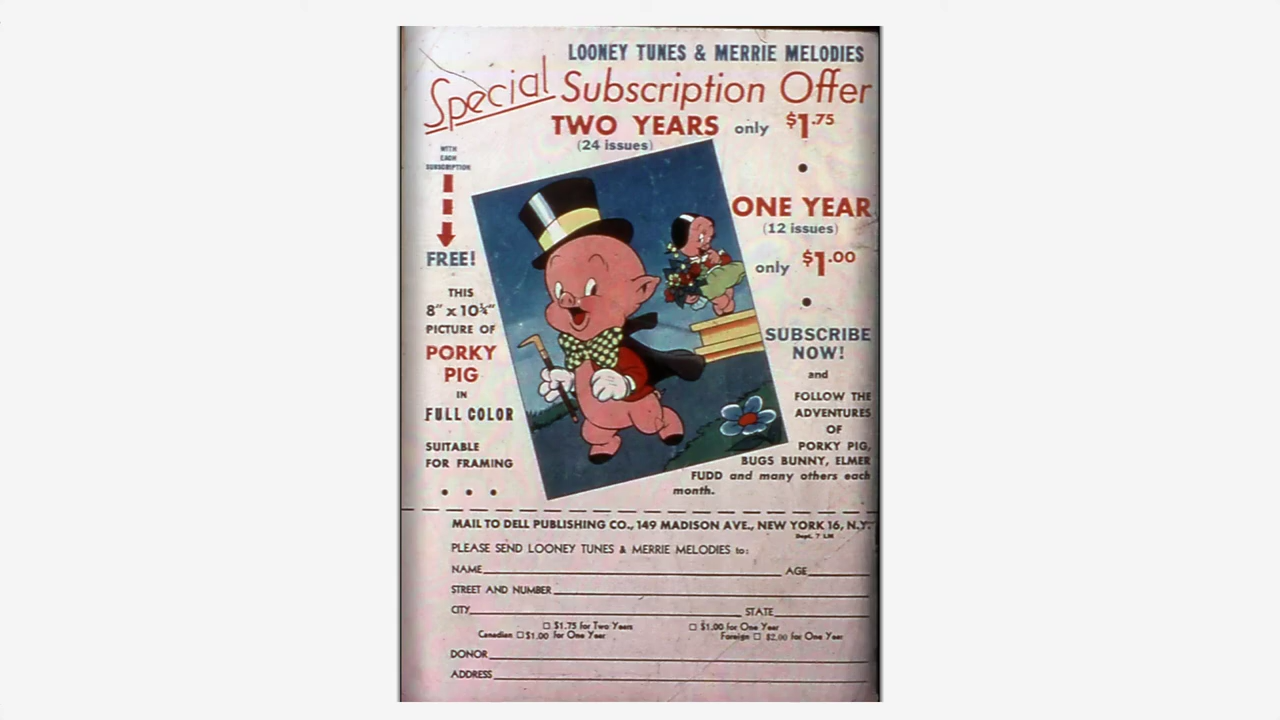 LOONEY TUNES & MERRIE MELODIES
Special Subscription Offer
TWO YEARS only $1.75
(24 issues)
WITH
EACH
SUBSCRIPTION
FREE!
THIS
8" x 10¼"
PICTURE OF
PORKY
PIG
IN
FULL COLOR
SUITABLE
FOR FRAMING
ONE YEAR
(12 issues)
only $1.00
SUBSCRIBE
NOW!
and
FOLLOW THE
ADVENTURES
OF
PORKY PIG,
BUGS BUNNY, ELMER
FUDD and many others each
month.
MAIL TO DELL PUBLISHING CO., 149 MADISON AVE., NEW YORK 16, N.Y.
Dept. 7 LM
PLEASE SEND LOONEY TUNES & MERRIE MELODIES to:
NAME AGE
STREET AND NUMBER
CITY STATE
$1.75 for Two Years $1.00 for One Year
Canadian $1.00 for One Year Foreign $2.00 for One Year
DONOR
ADDRESS